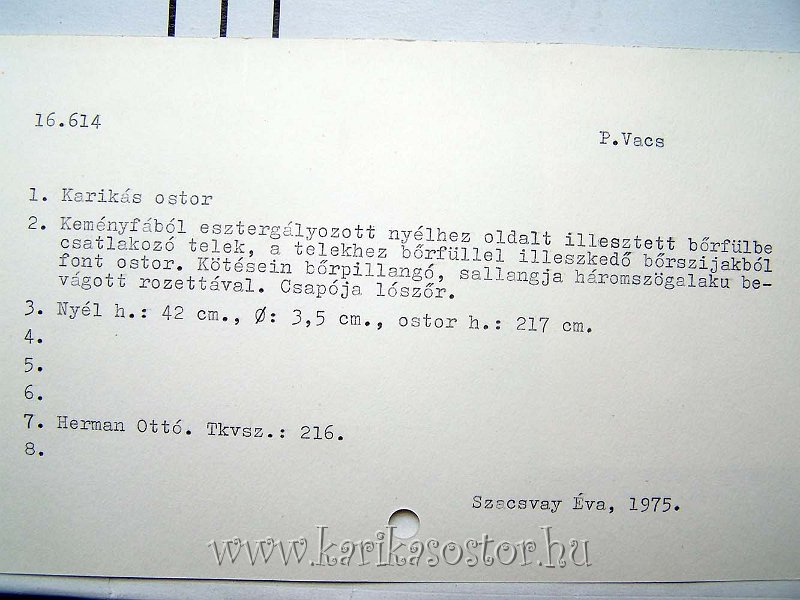 16.614
P.Vacs
1. Karikás ostor
2. Keményfából esztergályozott nyélhez oldalt illesztett bőrfülbe
csatlakozó telek, a telekhez bőrfüllel illeszkedő bőrszijakból
font ostor. Kötésein bőrpillangó, sallangja háromszögalaku be-
vágott rozettával. Csapója lószőr.
3. Nyél h.: 42 cm., Ø: 3,5 cm., ostor h.: 217 cm.
4.
5.
6.
7. Herman Ottó. Tkvsz.: 216.
8.
Szacsvay Éva, 1975.
www.karikasostor.hu